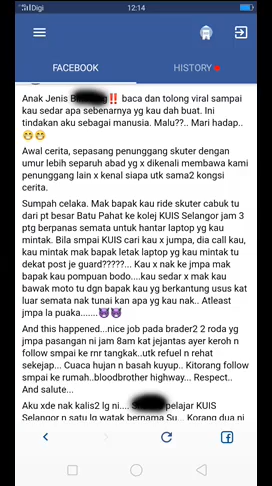 Digi
12:14
FACEBOOK
HISTORY
Anak Jenis B‼️ baca dan tolong viral sampai
kau sedar apa sebenarnya yg kau dah buat. Ini
tindakan aku sebagai manusia. Malu??.. Mari hadap..
😁😁
Awal cerita, sepasang penunggang skuter dengan
umur lebih separuh abad yg x dikenali membawa kami
penunggang lain x kenal siapa utk sama2 kongsi
cerita.
Sumpah celaka. Mak bapak kau ride skuter cabuk tu
dari pt besar Batu Pahat ke kolej KUIS Selangor jam 3
ptg berpanas semata untuk hantar laptop yg kau
mintak. Bila smpai KUIS cari kau x jumpa, dia call kau,
kau mintak mak bapak letak laptop yg kau mintak tu
dekat post je guard?????... Kau x nak ke jmpa mak
bapak kau pompuan bodo....kau sedar x mak kau
bawak moto tu dgn bapak kau yg berkantung usus kat
luar semata nak tunai kan apa yg kau nak.. Atleast
jmpa la puaka.......😈😈
And this happened...nice job pada brader2 2 roda yg
jmpa pasangan ni jam 8am kat jejantas ayer keroh n
follow smpai ke rnr tangkak..utk refuel n rehat
sekejap... Cuaca hujan n basah kuyup.. Kitorang follow
smpai ke rumah..bloodbrother highway... Respect..
And salute...
Aku xde nak kalis2 lg ni.... S pelajar KUIS
Selangor n satu lg watak bernama Su... Korang dua ni